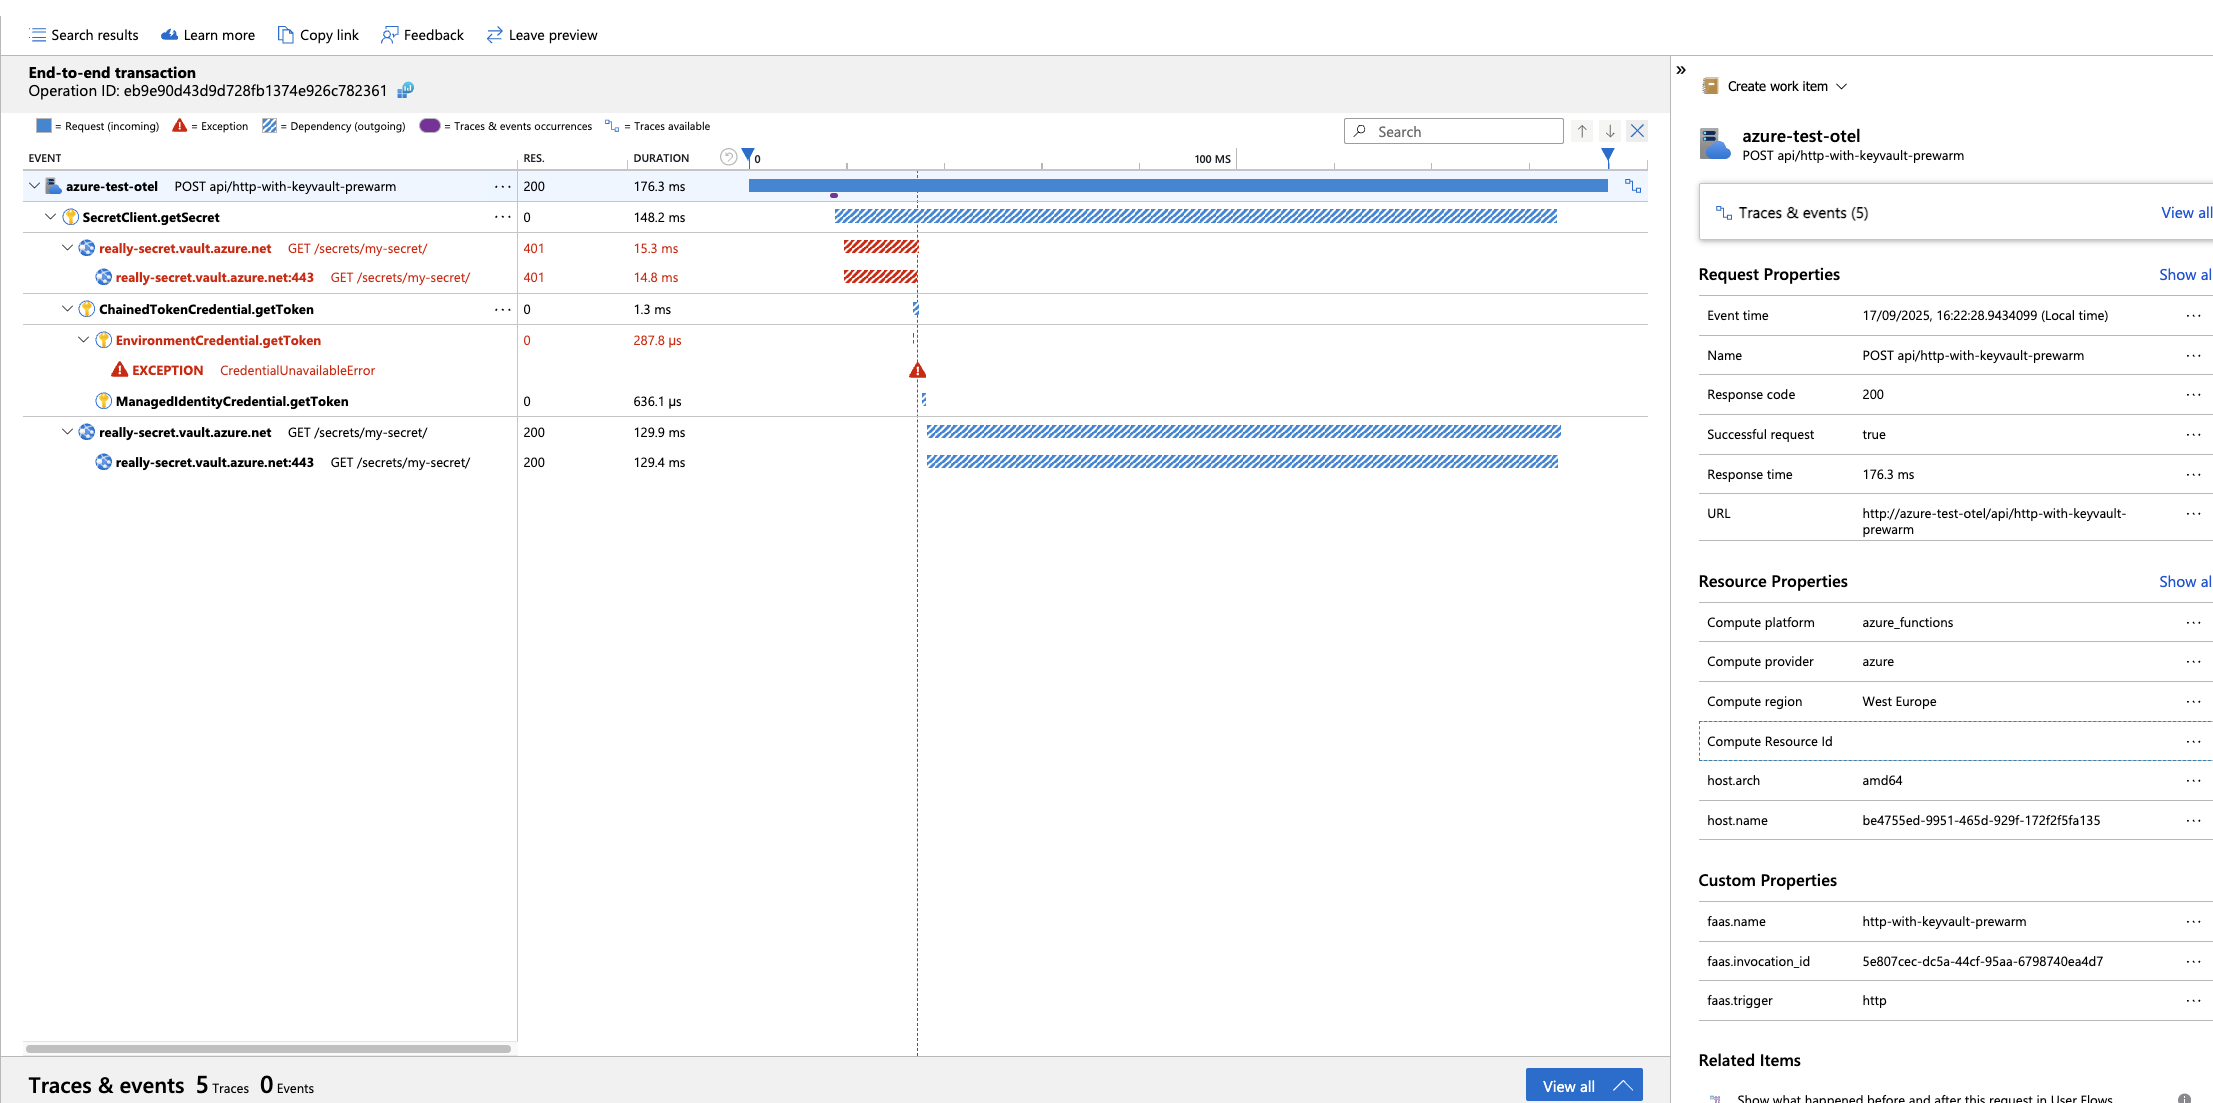 Search results Learn more Copy link Feedback Leave preview
End-to-end transaction
Operation ID: eb9e90d43d9d728fb1374e926c782361
= Request (incoming) = Exception = Dependency (outgoing) = Traces & events occurrences = Traces available
Search
EVENT RES. DURATION 0 100 MS
azure-test-otel POST api/http-with-keyvault-prewarm ... 200 176.3 ms
SecretClient.getSecret ... 0 148.2 ms
really-secret.vault.azure.net GET /secrets/my-secret/ 401 15.3 ms
really-secret.vault.azure.net:443 GET /secrets/my-secret/ 401 14.8 ms
ChainedTokenCredential.getToken ... 0 1.3 ms
EnvironmentCredential.getToken 0 287.8 µs
EXCEPTION CredentialUnavailableError
ManagedIdentityCredential.getToken 0 636.1 µs
really-secret.vault.azure.net GET /secrets/my-secret/ 200 129.9 ms
really-secret.vault.azure.net:443 GET /secrets/my-secret/ 200 129.4 ms
Traces & events 5 Traces 0 Events
View all
Create work item
azure-test-otel
POST api/http-with-keyvault-prewarm
Traces & events (5) View all
Request Properties Show al
Event time 17/09/2025, 16:22:28.9434099 (Local time) ...
Name POST api/http-with-keyvault-prewarm ...
Response code 200 ...
Successful request true ...
Response time 176.3 ms ...
URL http://azure-test-otel/api/http-with-keyvault-
prewarm ...
Resource Properties Show al
Compute platform azure_functions ...
Compute provider azure ...
Compute region West Europe ...
Compute Resource Id ...
host.arch amd64 ...
host.name be4755ed-9951-465d-929f-172f2f5fa135 ...
Custom Properties
faas.name http-with-keyvault-prewarm ...
faas.invocation_id 5e807cec-dc5a-44cf-95aa-6798740ea4d7 ...
faas.trigger http ...
Related Items
Show what happened before and after this request in User Flows